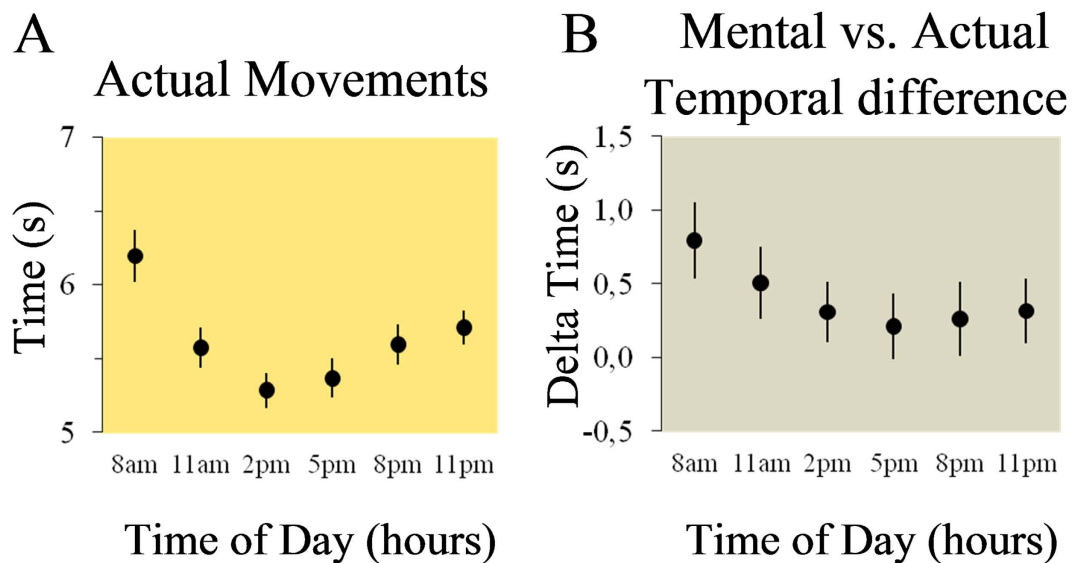 A
Actual Movements
Time (s)
7
6
5
8am 11am 2pm 5pm 8pm 11pm
Time of Day (hours)
B
Mental vs. Actual
Temporal difference
Delta Time (s)
1,5
1,0
0,5
0,0
-0,5
8am 11am 2pm 5pm 8pm 11pm
Time of Day (hours)